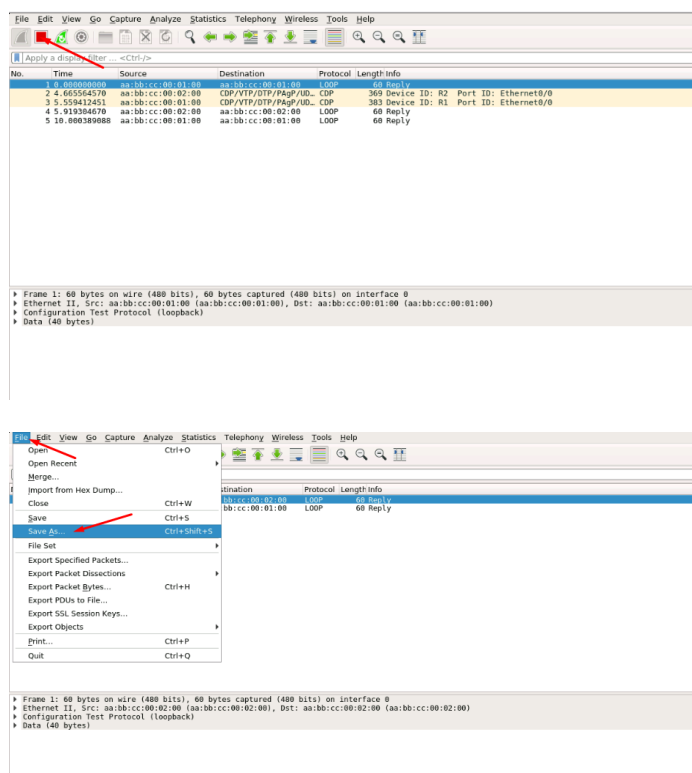 File Edit View Go Capture Analyze Statistics Telephony Wireless Tools Help
Apply a display filter ... <Ctrl-/>
No. Time Source Destination Protocol Length Info
1 0.000000000 aa:bb:cc:00:01:00 aa:bb:cc:00:01:00 LOOP 60 Reply
2 4.665564570 aa:bb:cc:00:02:00 CDP/VTP/DTP/PAgP/UD… CDP 369 Device ID: R2 Port ID: Ethernet0/0
3 5.559412451 aa:bb:cc:00:01:00 CDP/VTP/DTP/PAgP/UD… CDP 383 Device ID: R1 Port ID: Ethernet0/0
4 5.919304670 aa:bb:cc:00:02:00 aa:bb:cc:00:02:00 LOOP 60 Reply
5 10.000389088 aa:bb:cc:00:01:00 aa:bb:cc:00:01:00 LOOP 60 Reply
Frame 1: 60 bytes on wire (480 bits), 60 bytes captured (480 bits) on interface 0
Ethernet II, Src: aa:bb:cc:00:01:00 (aa:bb:cc:00:01:00), Dst: aa:bb:cc:00:01:00 (aa:bb:cc:00:01:00)
Configuration Test Protocol (loopback)
Data (40 bytes)
File Edit View Go Capture Analyze Statistics Telephony Wireless Tools Help
Open Ctrl+O
Open Recent
Merge...
Import from Hex Dump...
Close Ctrl+W
Save Ctrl+S
Save As... Ctrl+Shift+S
File Set
Export Specified Packets...
Export Packet Dissections
Export Packet Bytes... Ctrl+H
Export PDUs to File...
Export SSL Session Keys...
Export Objects
Print... Ctrl+P
Quit Ctrl+Q
stination Protocol Length Info
bb:cc:00:02:00 LOOP 60 Reply
bb:cc:00:01:00 LOOP 60 Reply
Frame 1: 60 bytes on wire (480 bits), 60 bytes captured (480 bits) on interface 0
Ethernet II, Src: aa:bb:cc:00:02:00 (aa:bb:cc:00:02:00), Dst: aa:bb:cc:00:02:00 (aa:bb:cc:00:02:00)
Configuration Test Protocol (loopback)
Data (40 bytes)